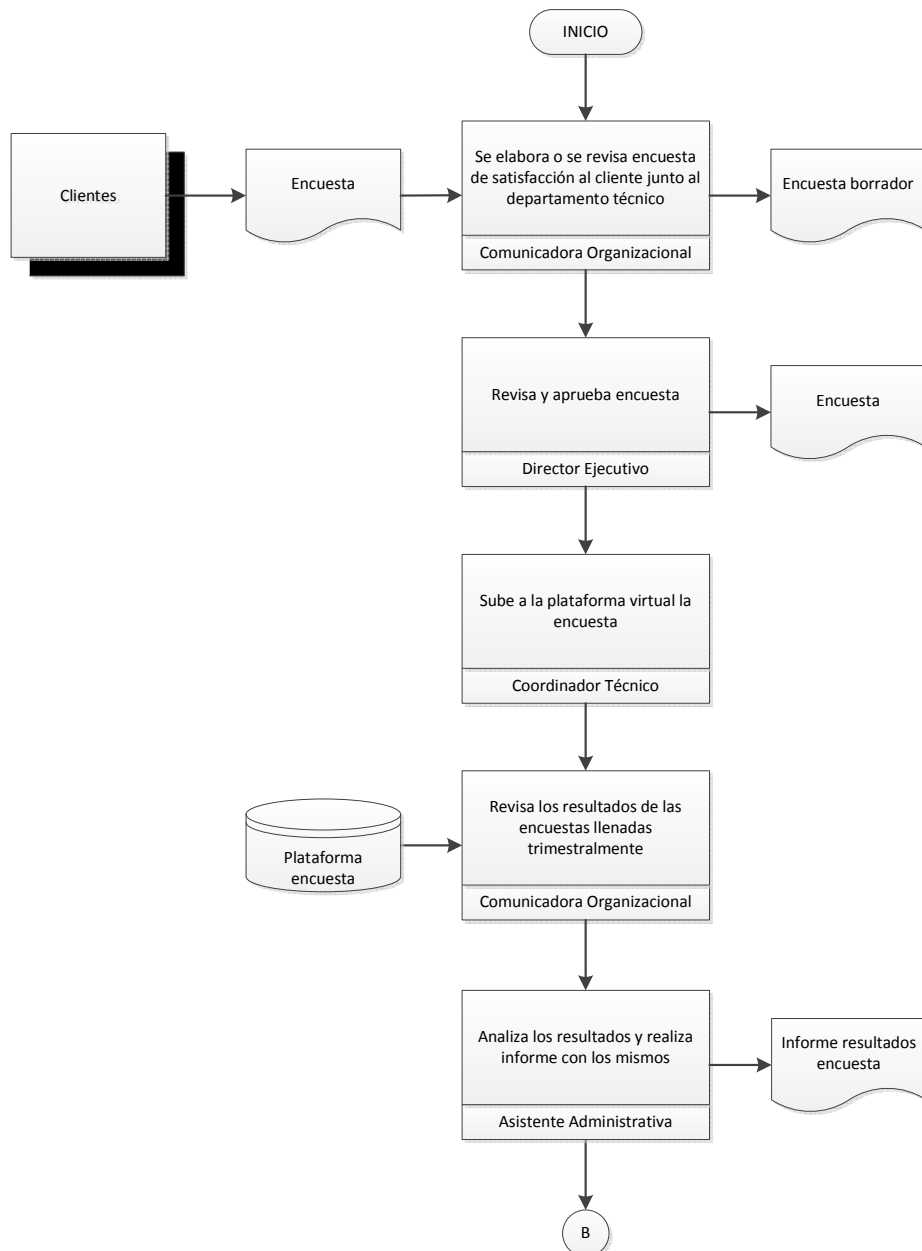 INICIO
Clientes
Encuesta
Se elabora o se revisa encuesta
de satisfacción al cliente junto al
departamento técnico
Comunicadora Organizacional
Encuesta borrador
Revisa y aprueba encuesta
Director Ejecutivo
Encuesta
Sube a la plataforma virtual la
encuesta
Coordinador Técnico
Plataforma
encuesta
Revisa los resultados de las
encuestas llenadas
trimestralmente
Comunicadora Organizacional
Analiza los resultados y realiza
informe con los mismos
Asistente Administrativa
Informe resultados
encuesta
B